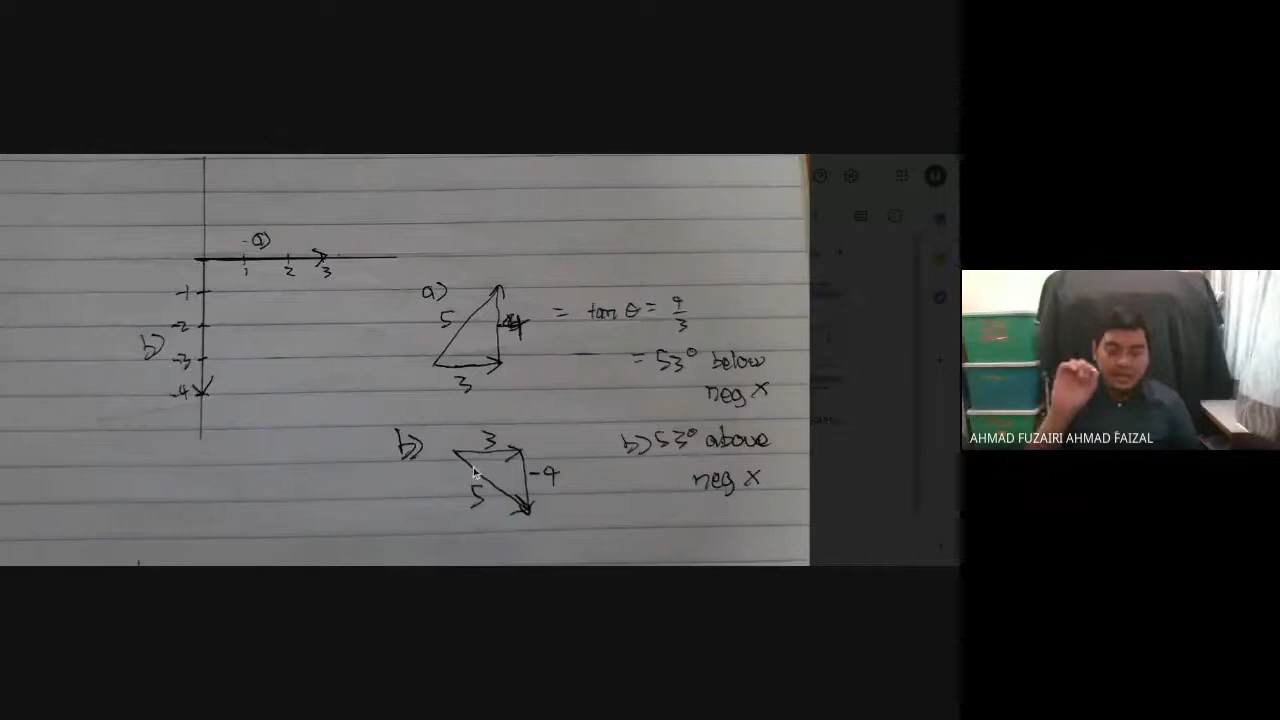 a)
1 2 3
-1
-2
b)
-3
-4
a)
5
4
3
= tan θ = 4/3
= 53° below
neg x
b)
3
-4
5
b) 53° above
neg x
AHMAD FUZAIRI AHMAD FAIZAL